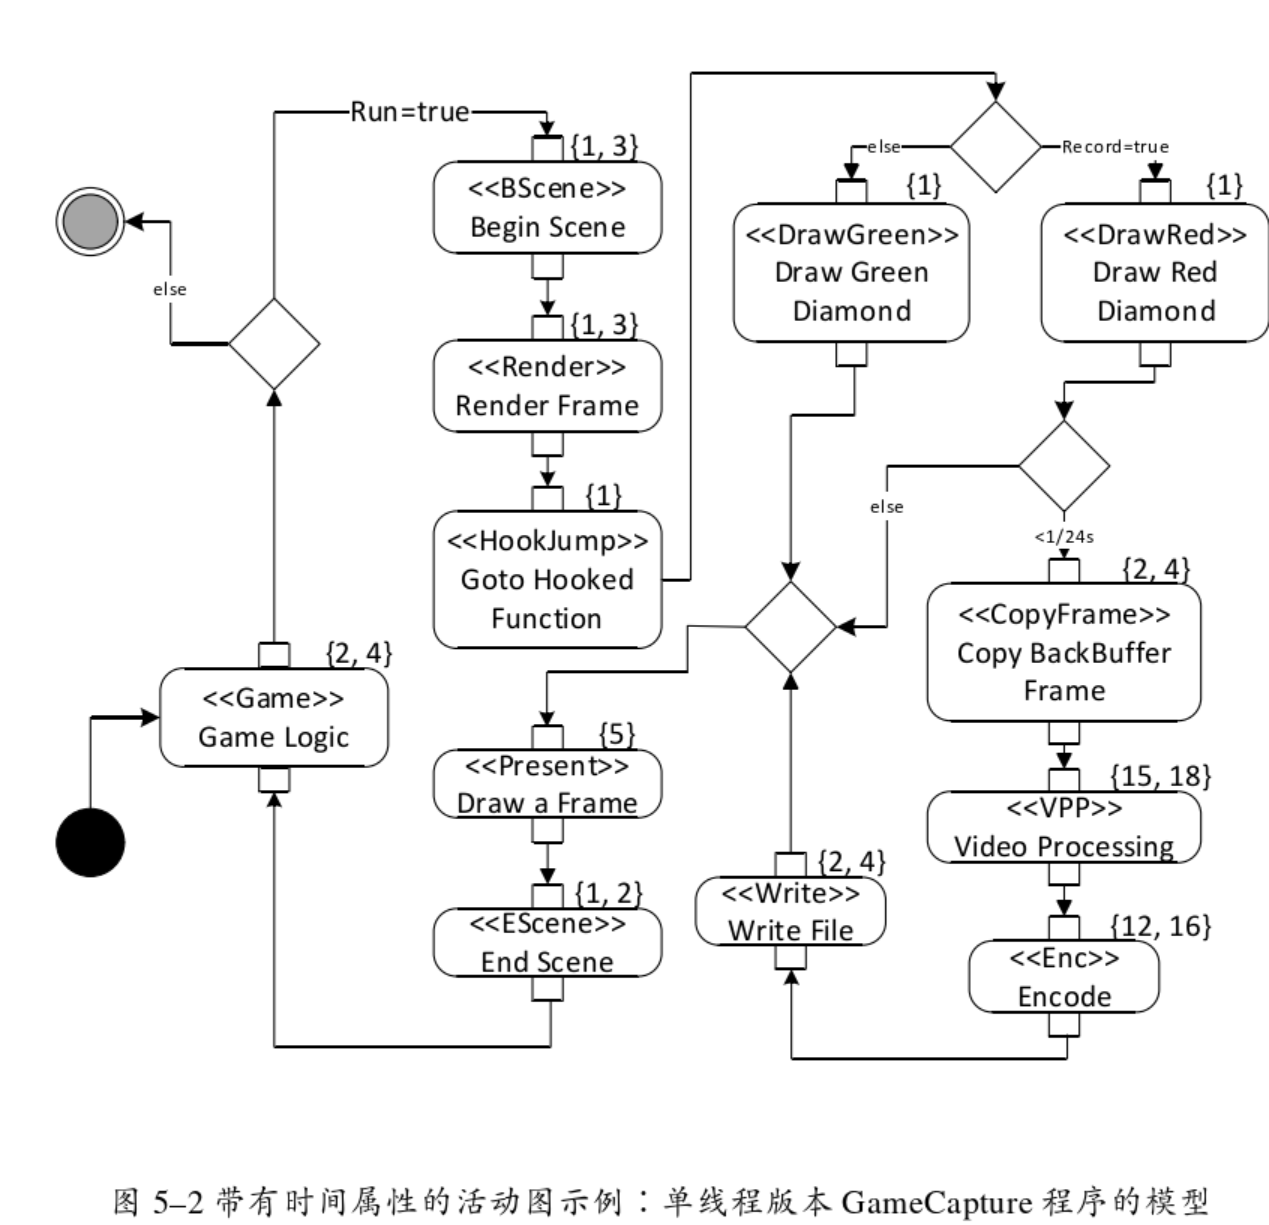 Run=true
{1, 3}
<<BScene>>
Begin Scene
else
{1, 3}
<<Render>>
Render Frame
{1}
<<HookJump>>
Goto Hooked
Function
{2, 4}
<<Game>>
Game Logic
{5}
<<Present>>
Draw a Frame
{1, 2}
<<EScene>>
End Scene
else
Record=true
{1}
<<DrawGreen>>
Draw Green
Diamond
{1}
<<DrawRed>>
Draw Red
Diamond
else
<1/24s
{2, 4}
<<CopyFrame>>
Copy BackBuffer
Frame
{15, 18}
<<VPP>>
Video Processing
{12, 16}
<<Enc>>
Encode
{2, 4}
<<Write>>
Write File
图 5–2 带有时间属性的活动图示例：单线程版本 GameCapture 程序的模型